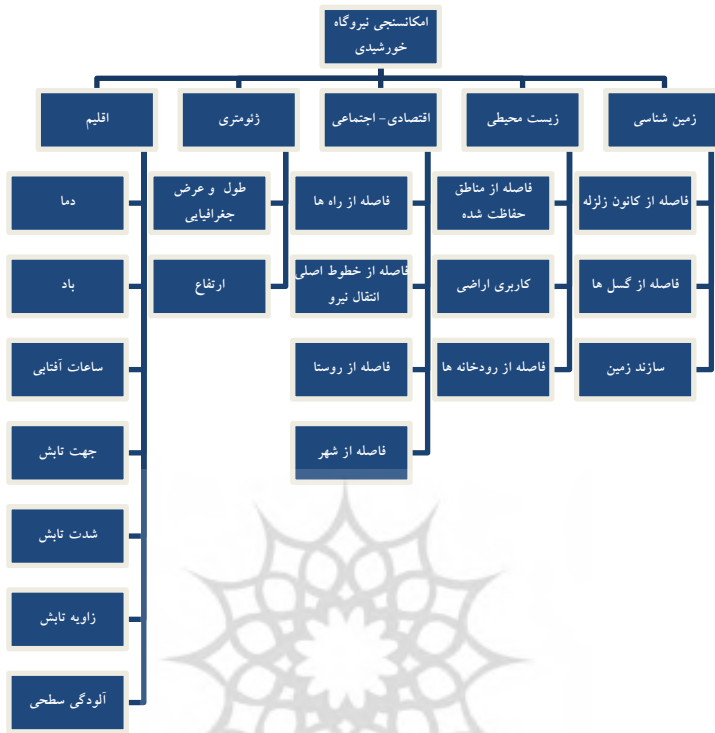 امکانسنجی نیروگاه
خورشیدی
زمین شناسی
زیست محیطی
اقتصادی- اجتماعی
ژئومتری
اقلیم
فاصله از کانون زلزله
فاصله از گسل ها
سازند زمین
فاصله از مناطق
حفاظت شده
کاربری اراضی
فاصله از رودخانه ها
فاصله از راه ها
فاصله از خطوط اصلی
انتقال نیرو
فاصله از روستا
فاصله از شهر
طول و عرض
جغرافیایی
ارتفاع
دما
باد
ساعات آفتابی
جهت تابش
شدت تابش
زاویه تابش
آلودگی سطحی